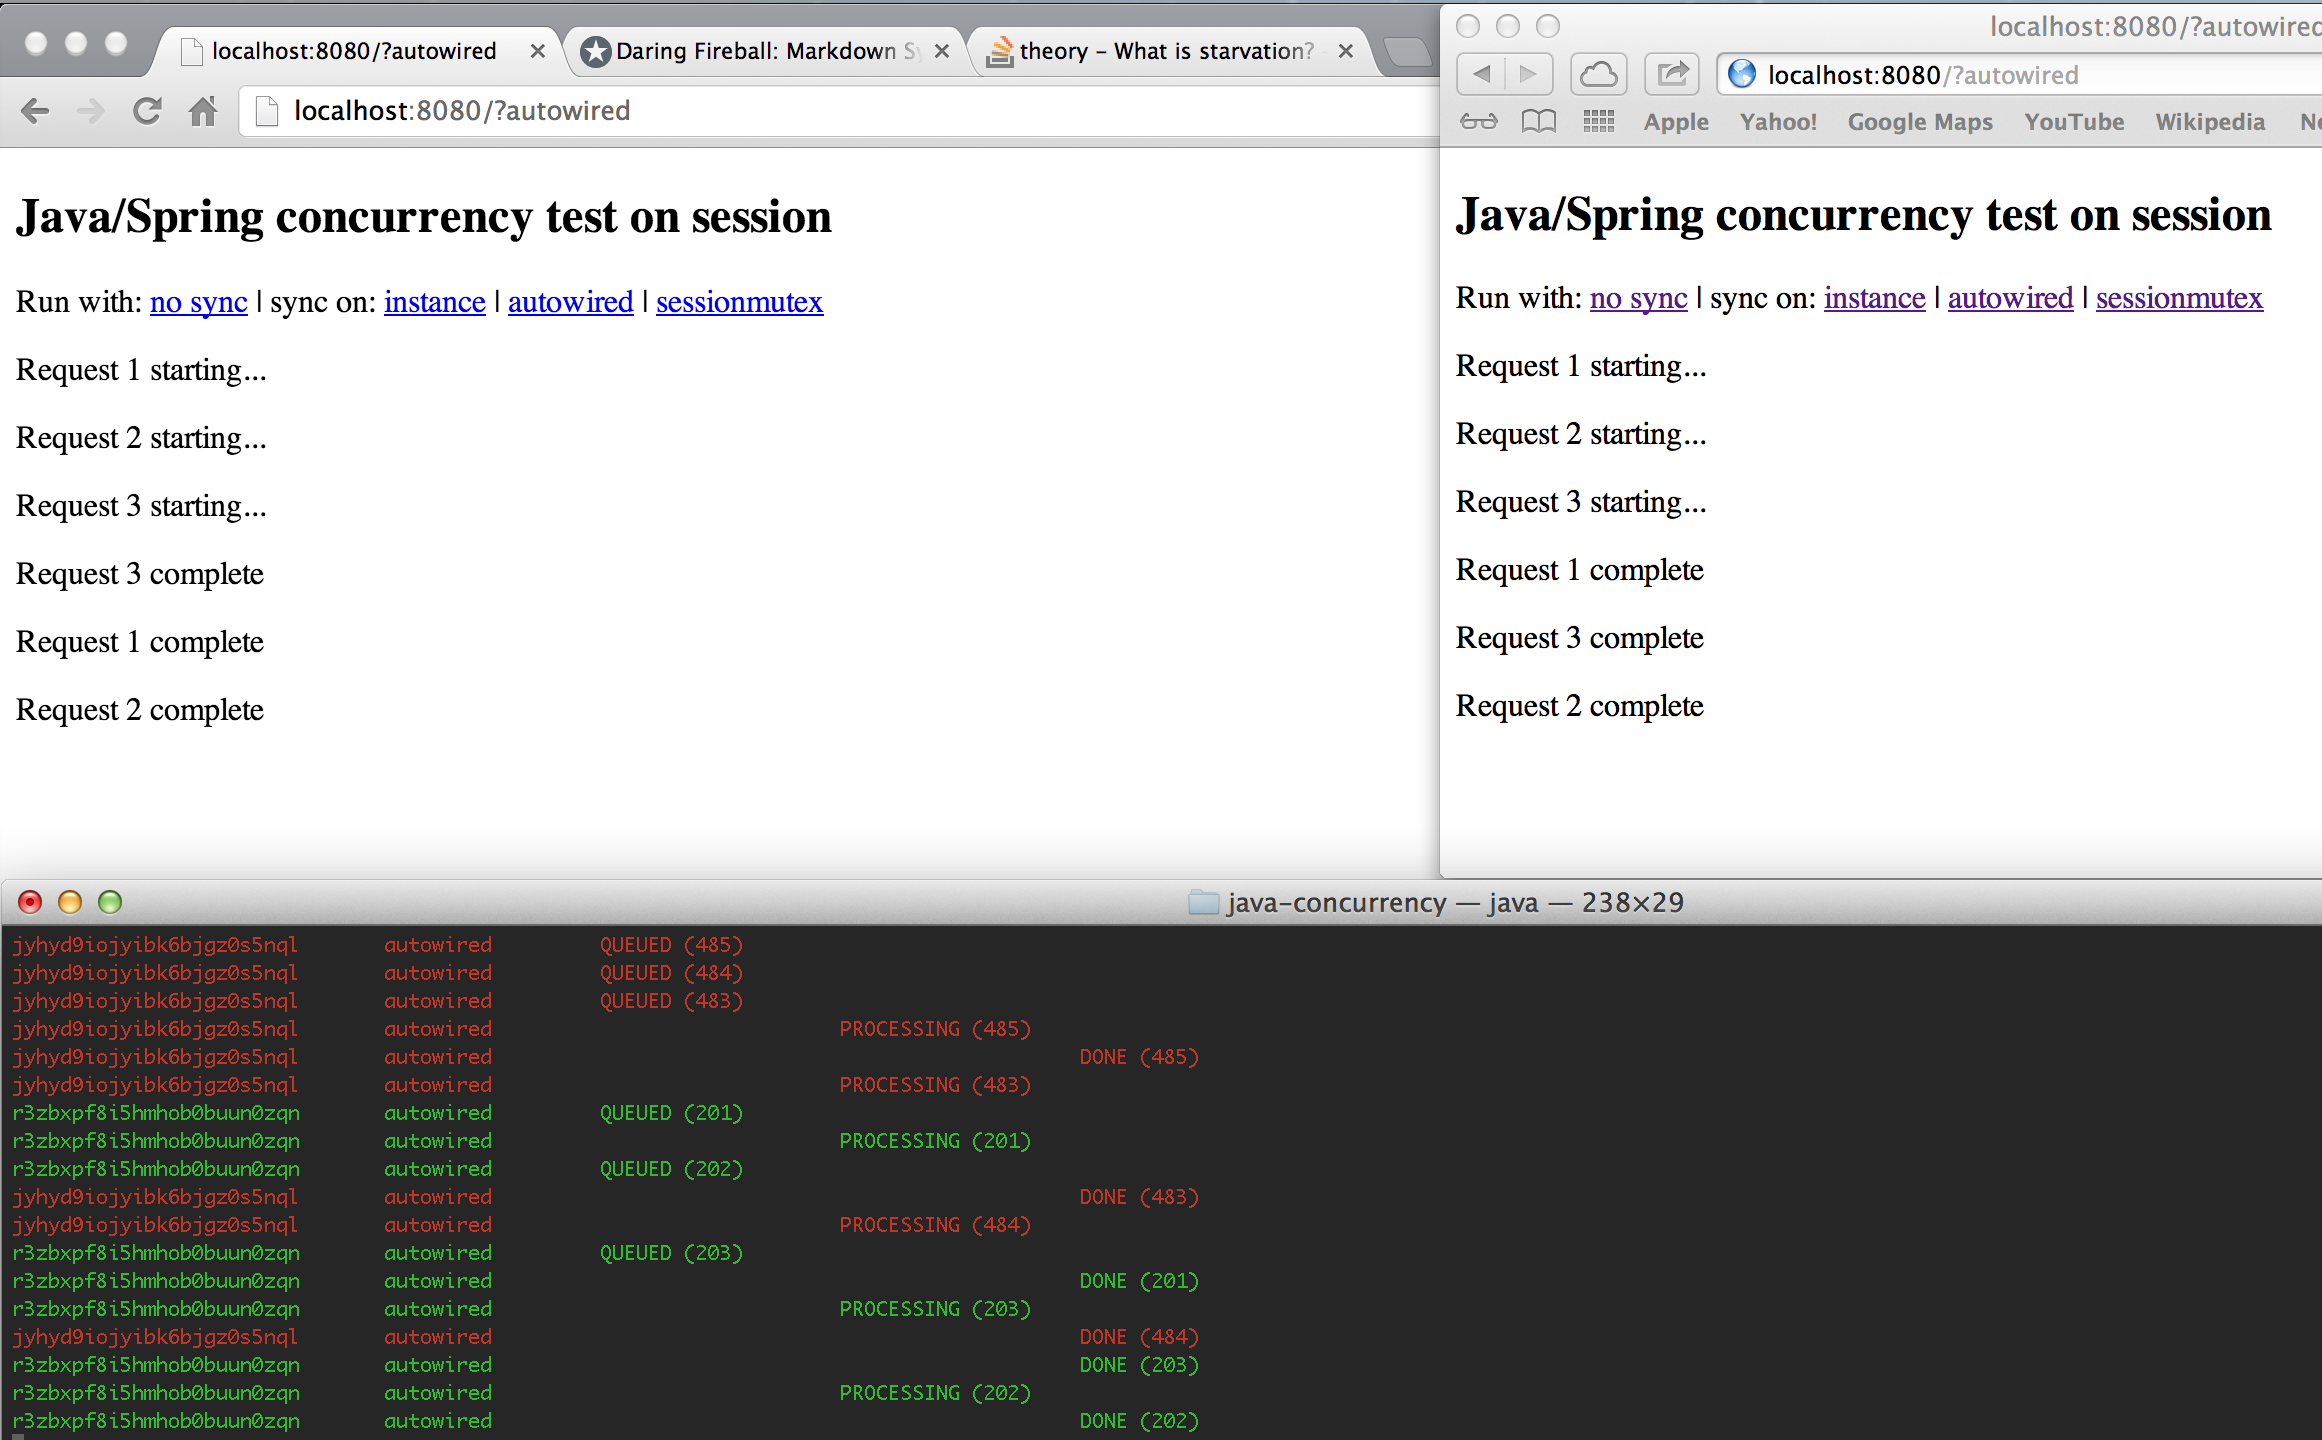 localhost:8080/?autowired
Daring Fireball: Markdown S
theory – What is starvation?
localhost:8080/?autowired
Java/Spring concurrency test on session
Run with: no sync | sync on: instance | autowired | sessionmutex
Request 1 starting...
Request 2 starting...
Request 3 starting...
Request 3 complete
Request 1 complete
Request 2 complete
localhost:8080/?autowired
localhost:8080/?autowired
Apple Yahoo! Google Maps YouTube Wikipedia
Java/Spring concurrency test on session
Run with: no sync | sync on: instance | autowired | sessionmutex
Request 1 starting...
Request 2 starting...
Request 3 starting...
Request 1 complete
Request 3 complete
Request 2 complete
java-concurrency — java — 238×29
jyhyd9iojyibk6bjgz0s5nql autowired QUEUED (485)
jyhyd9iojyibk6bjgz0s5nql autowired QUEUED (484)
jyhyd9iojyibk6bjgz0s5nql autowired QUEUED (483)
jyhyd9iojyibk6bjgz0s5nql autowired PROCESSING (485)
jyhyd9iojyibk6bjgz0s5nql autowired DONE (485)
jyhyd9iojyibk6bjgz0s5nql autowired PROCESSING (483)
r3zbxpf8i5hmhob0buun0zqn autowired QUEUED (201)
r3zbxpf8i5hmhob0buun0zqn autowired PROCESSING (201)
r3zbxpf8i5hmhob0buun0zqn autowired QUEUED (202)
jyhyd9iojyibk6bjgz0s5nql autowired DONE (483)
jyhyd9iojyibk6bjgz0s5nql autowired PROCESSING (484)
r3zbxpf8i5hmhob0buun0zqn autowired QUEUED (203)
r3zbxpf8i5hmhob0buun0zqn autowired DONE (201)
r3zbxpf8i5hmhob0buun0zqn autowired PROCESSING (203)
jyhyd9iojyibk6bjgz0s5nql autowired DONE (484)
r3zbxpf8i5hmhob0buun0zqn autowired DONE (203)
r3zbxpf8i5hmhob0buun0zqn autowired PROCESSING (202)
r3zbxpf8i5hmhob0buun0zqn autowired DONE (202)